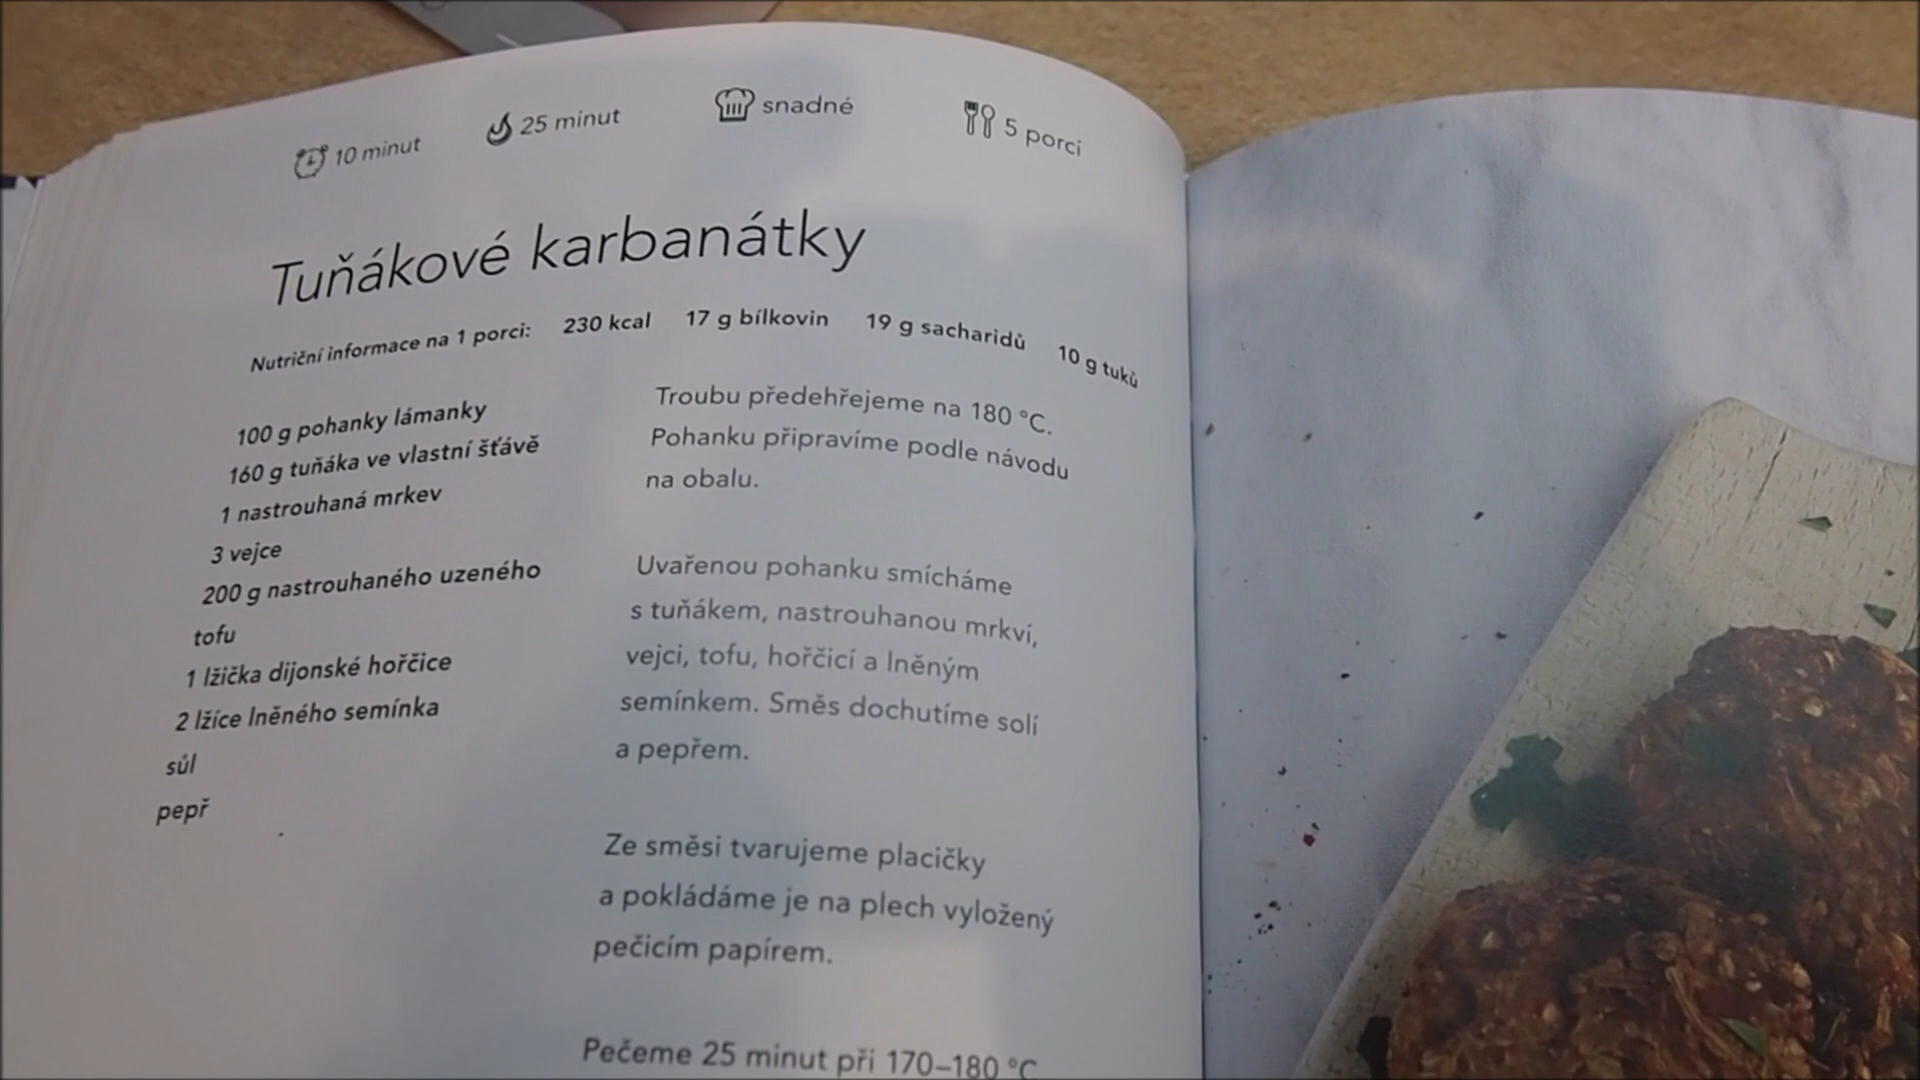 10 minut
25 minut
snadné
5 porcí
Tuňákové karbanátky
Nutriční informace na 1 porci: 230 kcal 17 g bílkovin 19 g sacharidů 10 g tuků
100 g pohanky lámanky
160 g tuňáka ve vlastní šťávě
1 nastrouhaná mrkev
3 vejce
200 g nastrouhaného uzeného
tofu
1 lžička dijonské hořčice
2 lžíce lněného semínka
sůl
pepř
Troubu předehřejeme na 180 °C.
Pohanku připravíme podle návodu
na obalu.
Uvařenou pohanku smícháme
s tuňákem, nastrouhanou mrkví,
vejci, tofu, hořčicí a lněným
semínkem. Směs dochutíme solí
a pepřem.
Ze směsi tvarujeme placičky
a pokládáme je na plech vyložený
pečicím papírem.
Pečeme 25 minut při 170–180 °C